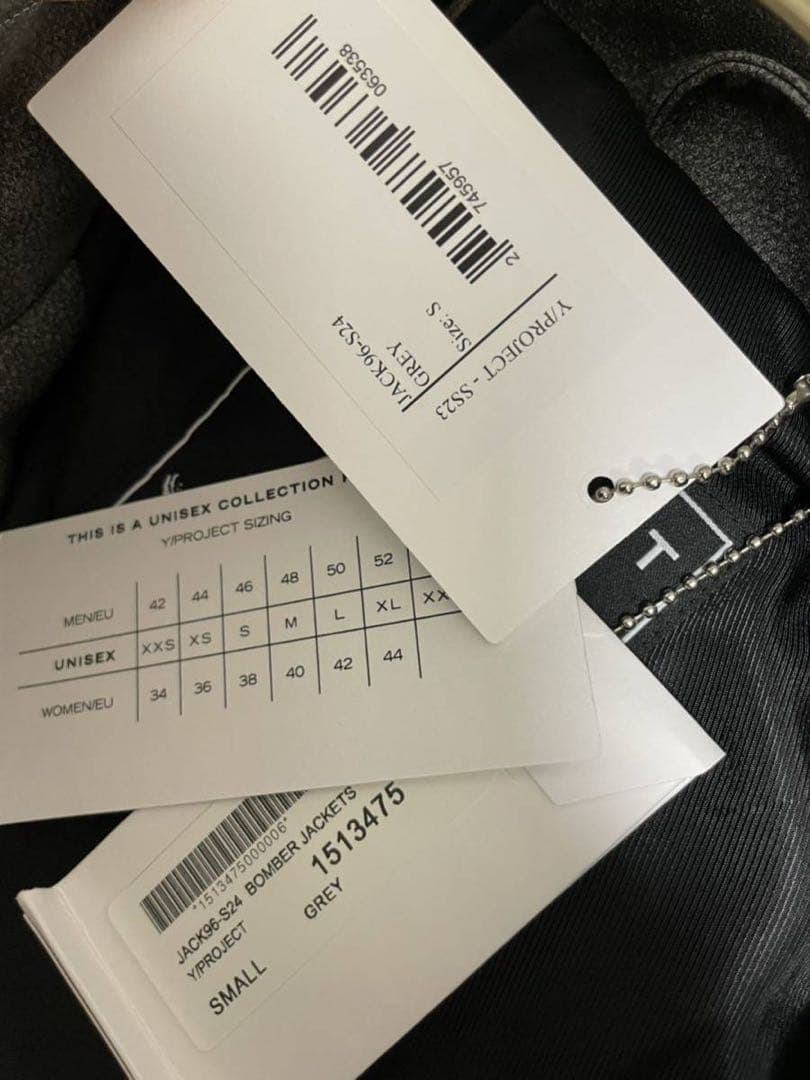 Y/PROJECT - SS23
Size: S
GREY
JACK96-S24
2 745957 063538
THIS IS A UNISEX COLLECTION
Y/PROJECT SIZING
MEN/EU 42 44 46 48 50 52
UNISEX XXS XS S M L XL XX
WOMEN/EU 34 36 38 40 42 44
T
*1513475000006*
JACK96-S24 BOMBER JACKETS
Y/PROJECT 1513475
SMALL GREY